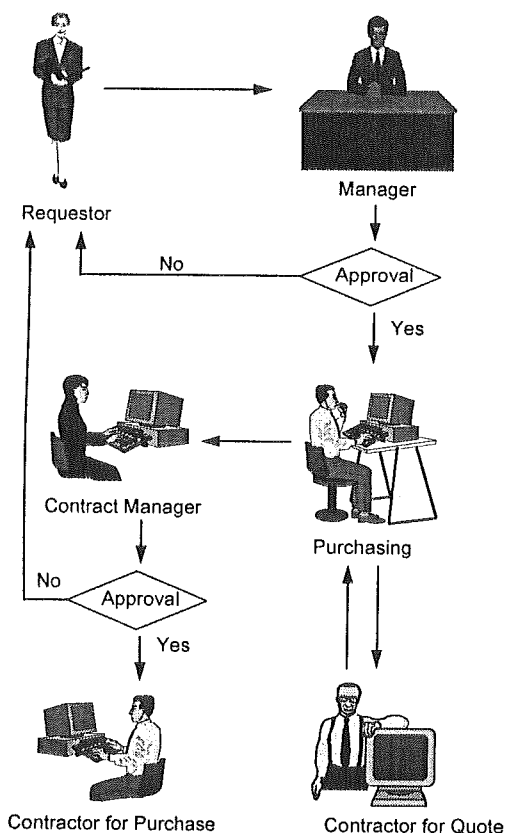 Manager
Requestor
No
Approval
Yes
Contract Manager
Purchasing
No
Approval
Yes
Contractor for Purchase
Contractor for Quote